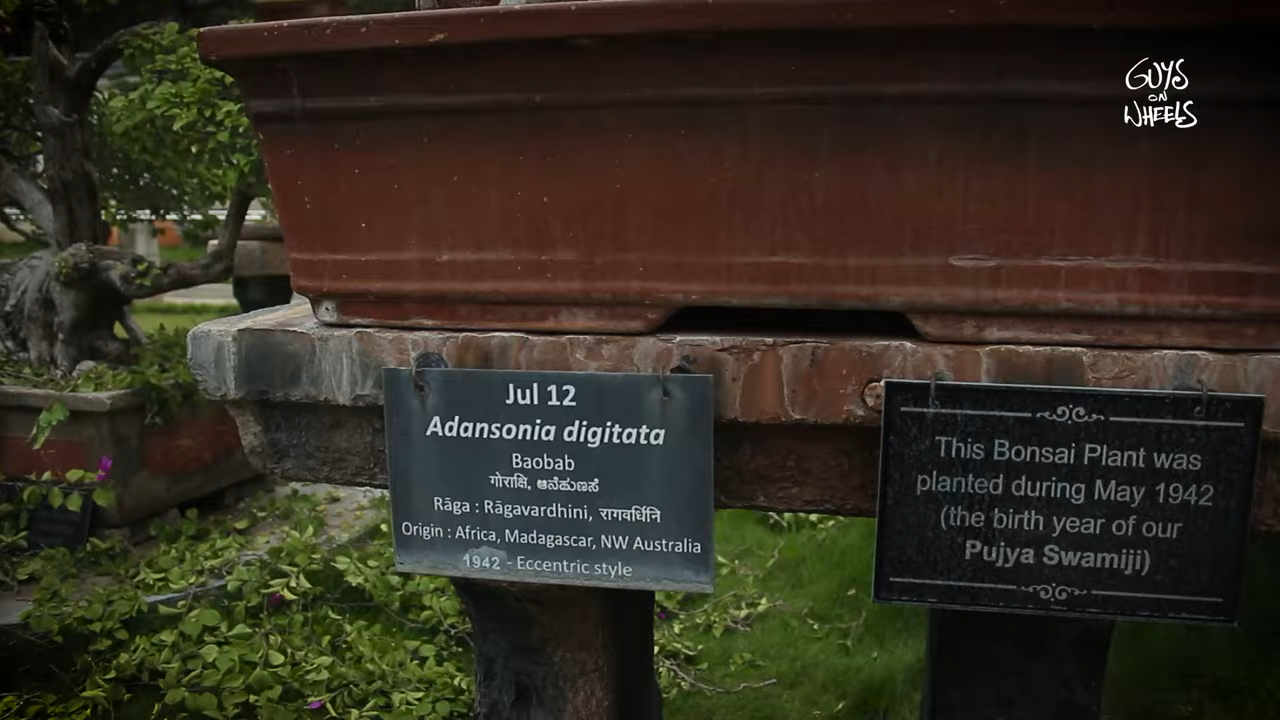 GUYS
ON
WHEELS
Jul 12
Adansonia digitata
Baobab
गोराक्षि, ಆನೆಹುಣಸೆ
Rāga : Rāgavardhini, रागवर्धिनि
Origin : Africa, Madagascar, NW Australia
1942 - Eccentric style
This Bonsai Plant was
planted during May 1942
(the birth year of our
Pujya Swamiji)